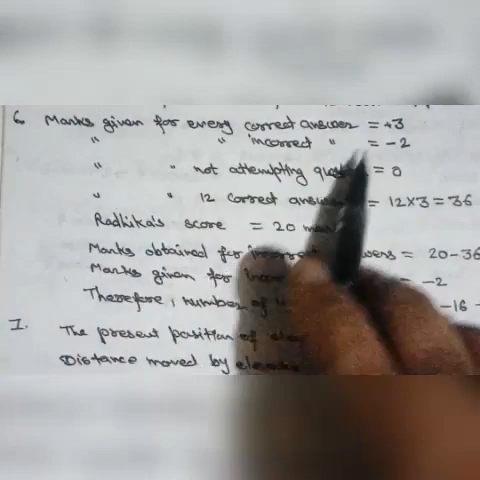 6. Marks given for every correct answer = +3
" " incorrect " = -2
" " not attempting = 0
" " 12 correct = 12×3 = 36
Radhika's score = 20
Marks obtained for = 20-36
Marks given for = -2
Therefore, number of -16 -
7. The present position of
Distance moved by